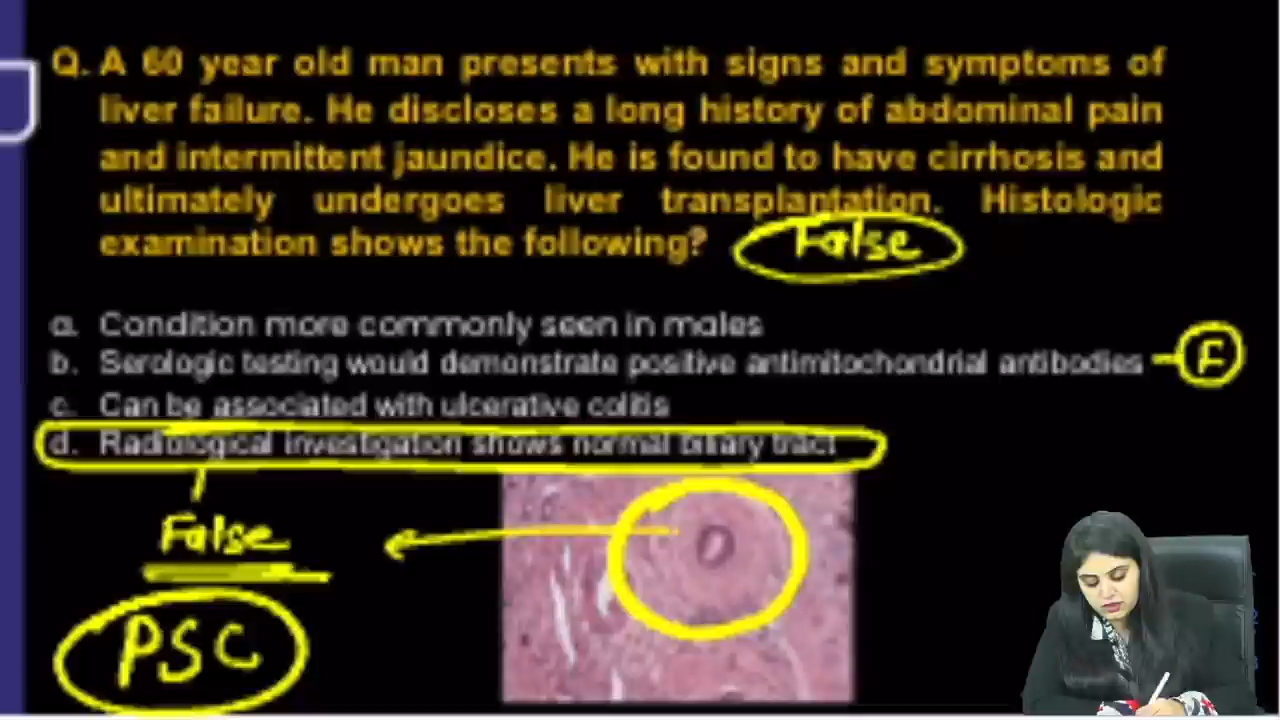 Q. A 60 year old man presents with signs and symptoms of
liver failure. He discloses a long history of abdominal pain
and intermittent jaundice. He is found to have cirrhosis and
ultimately undergoes liver transplantation. Histologic
examination shows the following? False
a. Condition more commonly seen in males
b. Serologic testing would demonstrate positive antimitochondrial antibodies - F
c. Can be associated with ulcerative colitis
d. Radiological investigation shows normal biliary tract
False
PSC